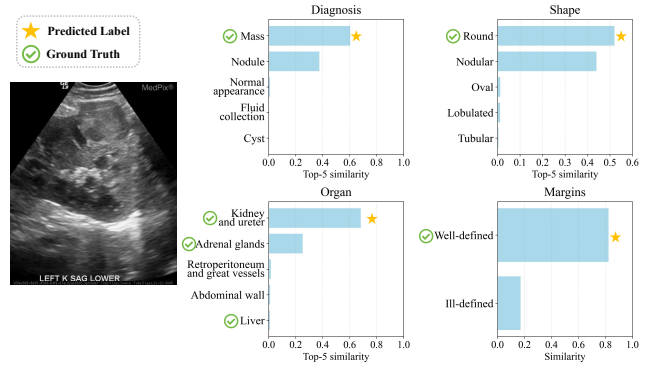 Predicted Label
Ground Truth
MedPix®
LEFT K SAG LOWER
Diagnosis
Mass
Nodule
Normal
appearance
Fluid
collection
Cyst
0.0 0.2 0.4 0.6 0.8 1.0
Top-5 similarity
Shape
Round
Nodular
Oval
Lobulated
Tubular
0.0 0.1 0.2 0.3 0.4 0.5 0.6
Top-5 similarity
Organ
Kidney
and ureter
Adrenal glands
Retroperitoneum
and great vessels
Abdominal wall
Liver
0.0 0.2 0.4 0.6 0.8 1.0
Top-5 similarity
Margins
Well-defined
Ill-defined
0.0 0.2 0.4 0.6 0.8 1.0
Similarity